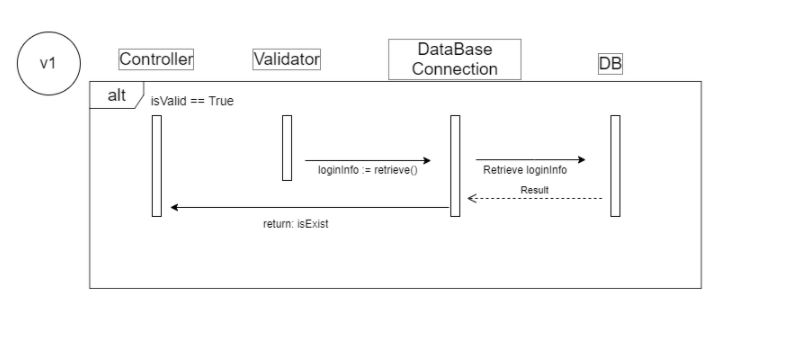 v1
Controller
Validator
DataBase
Connection
DB
alt
isValid == True
loginInfo := retrieve()
Retrieve loginInfo
Result
return: isExist